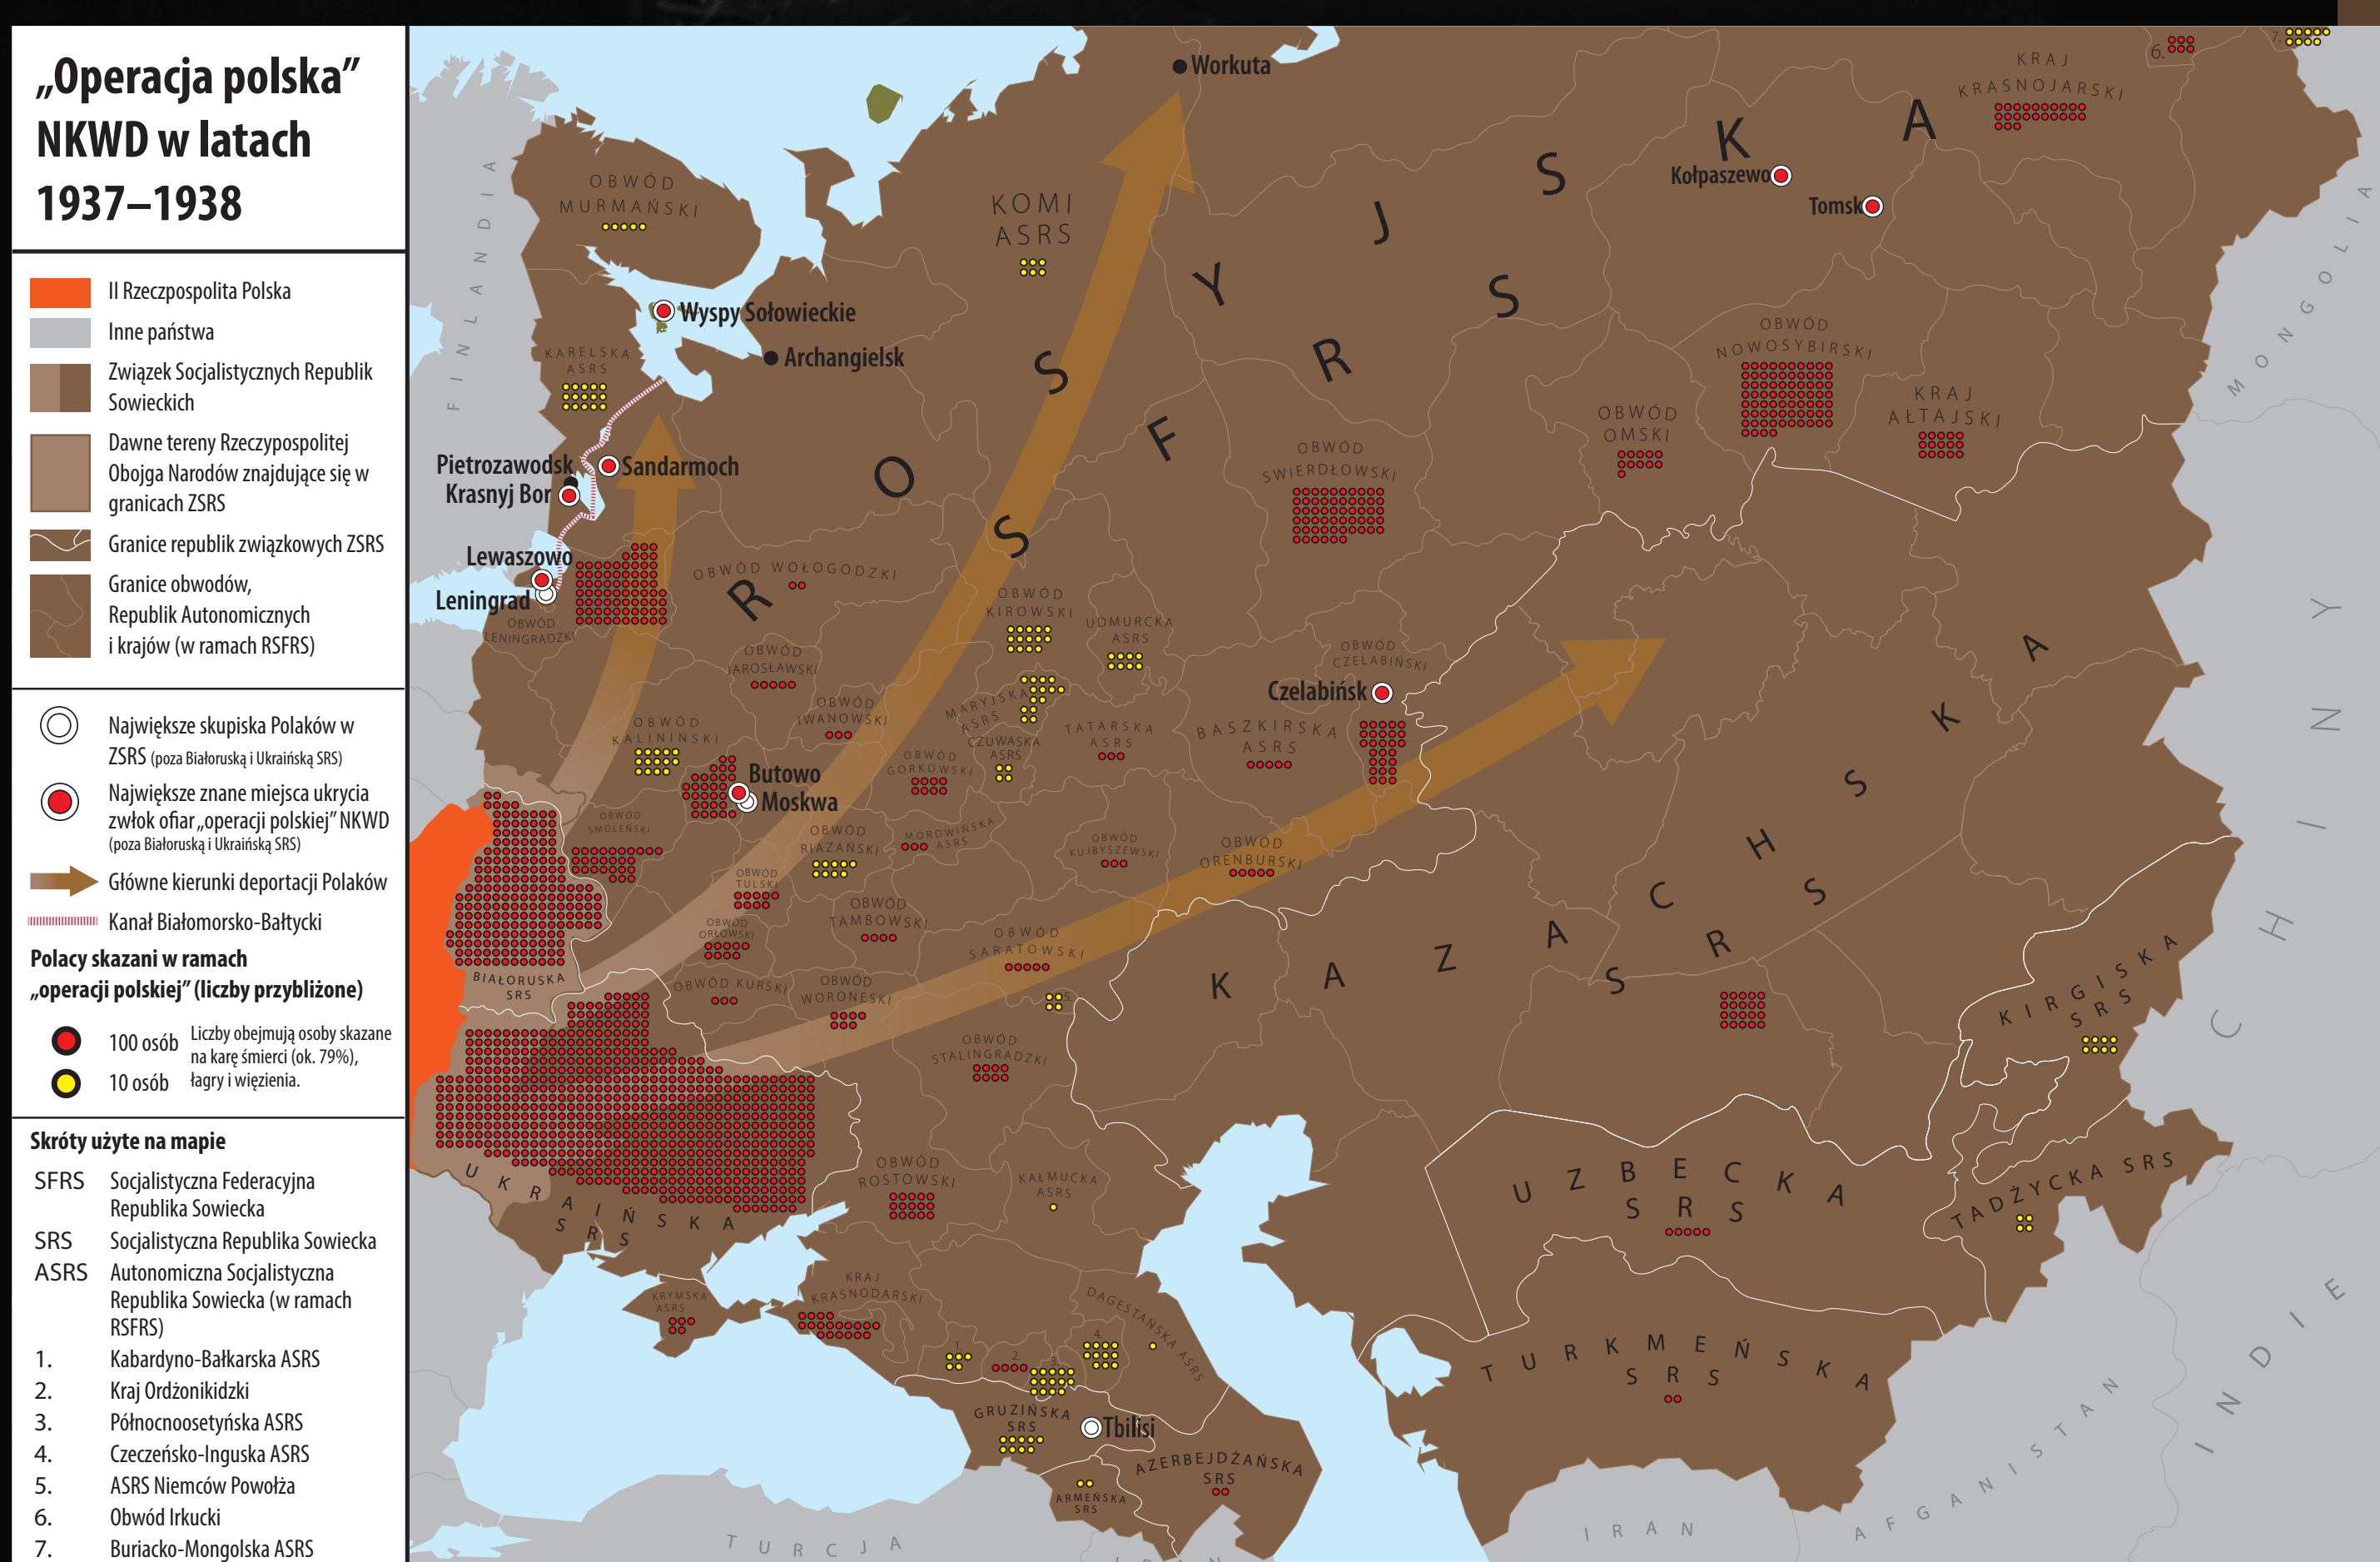 „Operacja polska”
NKWD w latach
1937–1938
II Rzeczpospolita Polska
Inne państwa
Związek Socjalistycznych Republik
Sowieckich
Dawne tereny Rzeczypospolitej
Obojga Narodów znajdujące się w
granicach ZSRS
Granice republik związkowych ZSRS
Granice obwodów,
Republik Autonomicznych
i krajów (w ramach RSFRS)
Największe skupiska Polaków w
ZSRS (poza Białoruską i Ukraińską SRS)
Największe znane miejsca ukrycia
zwłok ofiar „operacji polskiej” NKWD
(poza Białoruską i Ukraińską SRS)
Główne kierunki deportacji Polaków
Kanał Białomorsko-Bałtycki
Polacy skazani w ramach
„operacji polskiej” (liczby przybliżone)
100 osób
10 osób
Liczby obejmują osoby skazane
na karę śmierci (ok. 79%),
łagry i więzienia.
Skróty użyte na mapie
SFRS Socjalistyczna Federacyjna
Republika Sowiecka
SRS Socjalistyczna Republika Sowiecka
ASRS Autonomiczna Socjalistyczna
Republika Sowiecka (w ramach
RSFRS)
1. Kabardyno-Bałkarska ASRS
2. Kraj Ordżonikidzki
3. Północnoosetyńska ASRS
4. Czeczeńsko-Inguska ASRS
5. ASRS Niemców Powołża
6. Obwód Irkucki
7. Buriacko-Mongolska ASRS
Workuta
KRAJ
KRASNOJARSKI
6.
7.
Kołpaszewo
Tomsk
OBWÓD
MURMAŃSKI
KOMI
ASRS
FINLANDIA
MONGOLIA
ROSYJSKA
SFRS
Wyspy Sołowieckie
Archangielsk
KARELSKA
ASRS
OBWÓD
NOWOSYBIRSKI
KRAJ
AŁTAJSKI
OBWÓD
OMSKI
OBWÓD
SWIERDŁOWSKI
Pietrozawodsk
Sandarmoch
Krasnyj Bor
Lewaszowo
Leningrad
OBWÓD
LENINGRADZKI
OBWÓD WOŁOGODZKI
OBWÓD
KIROWSKI
UDMURCKA
ASRS
OBWÓD
JAROSŁAWSKI
OBWÓD
CZELABIŃSKI
Czelabińsk
OBWÓD
IWANOWSKI
MARYJSKA
ASRS
OBWÓD
KALINIŃSKI
TATARSKA
ASRS
BASZKIRSKA
ASRS
CZUWASKA
ASRS
OBWÓD
GORKOWSKI
Butowo
Moskwa
OBWÓD
SMOLEŃSKI
OBWÓD
RIAZAŃSKI
MORDWIŃSKA
ASRS
OBWÓD
KUJBYSZEWSKI
OBWÓD
ORENBURSKI
OBWÓD
TULSKI
OBWÓD
TAMBOWSKI
OBWÓD
ORŁOWSKI
OBWÓD
SARATOWSKI
BIAŁORUSKA
SRS
OBWÓD KURSKI
OBWÓD
WORONESKI
5.
KAZACHSKA
SRS
CHINY
KIRGISKA
SRS
OBWÓD
STALINGRADZKI
UKRAIŃSKA
SRS
OBWÓD
ROSTOWSKI
KAŁMUCKA
ASRS
UZBECKA
SRS
TADŻYCKA SRS
KRYMSKA
ASRS
KRAJ
KRASNODARSKI
DAGESTAŃSKA ASRS
1.
2.
3.
4.
TURKMEŃSKA
SRS
GRUZIŃSKA
SRS
Tbilisi
AZERBEJDŻAŃSKA
SRS
ARMEŃSKA
SRS
TURCJA
IRAN
IRAN
AFGANISTAN
INDIE